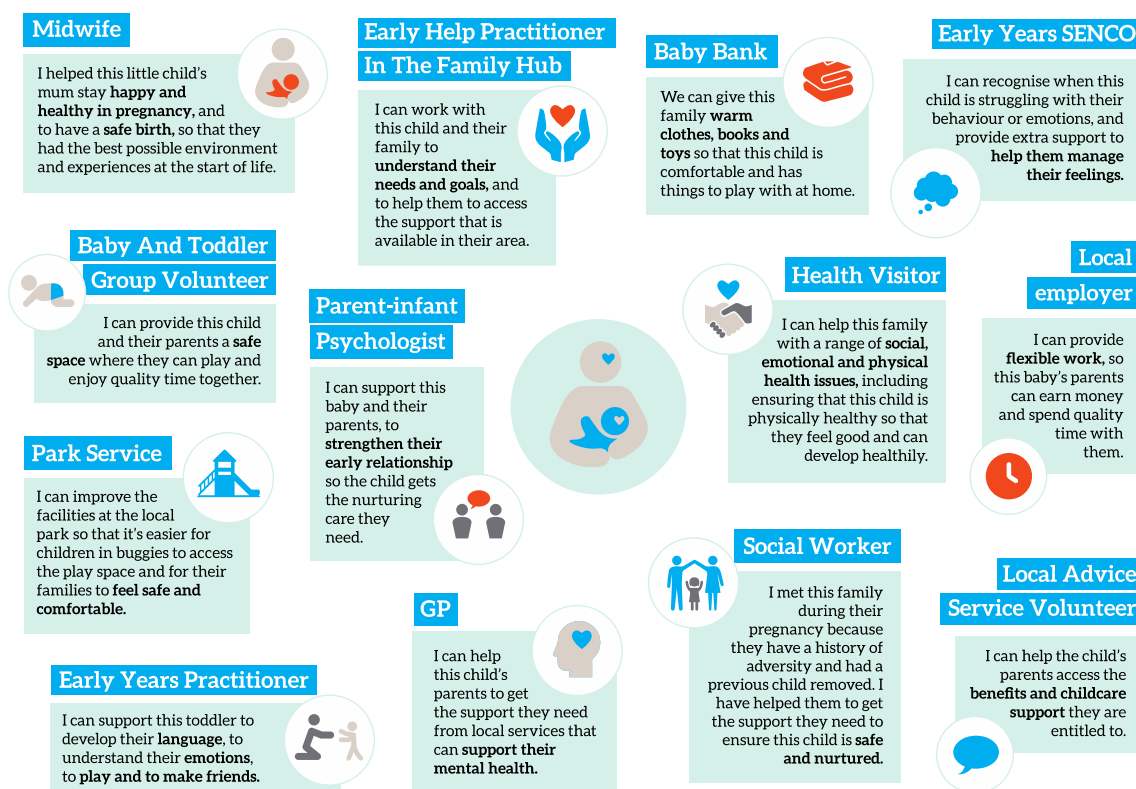 Midwife
I helped this little child's
mum stay happy and
healthy in pregnancy, and
to have a safe birth, so that they
had the best possible environment
and experiences at the start of life.
Early Help Practitioner
In The Family Hub
I can work with
this child and their
family to
understand their
needs and goals, and
to help them to access
the support that is
available in their area.
Baby Bank
We can give this
family warm
clothes, books and
toys so that this child is
comfortable and has
things to play with at home.
Early Years SENCO
I can recognise when this
child is struggling with their
behaviour or emotions, and
provide extra support to
help them manage
their feelings.
Baby And Toddler
Group Volunteer
I can provide this child
and their parents a safe
space where they can play and
enjoy quality time together.
Parent-infant
Psychologist
I can support this
baby and their
parents, to
strengthen their
early relationship
so the child gets
the nurturing
care they
need.
Health Visitor
I can help this family
with a range of social,
emotional and physical
health issues, including
ensuring that this child is
physically healthy so that
they feel good and can
develop healthily.
Local
employer
I can provide
flexible work, so
this baby's parents
can earn money
and spend quality
time with
them.
Park Service
I can improve the
facilities at the local
park so that it's easier for
children in buggies to access
the play space and for their
families to feel safe and
comfortable.
GP
I can help
this child's
parents to get
the support they need
from local services that
can support their
mental health.
Social Worker
I met this family
during their
pregnancy because
they have a history of
adversity and had a
previous child removed. I
have helped them to get
the support they need to
ensure this child is safe
and nurtured.
Local Advice
Service Volunteer
I can help the child's
parents access the
benefits and childcare
support they are
entitled to.
Early Years Practitioner
I can support this toddler to
develop their language, to
understand their emotions,
to play and to make friends.